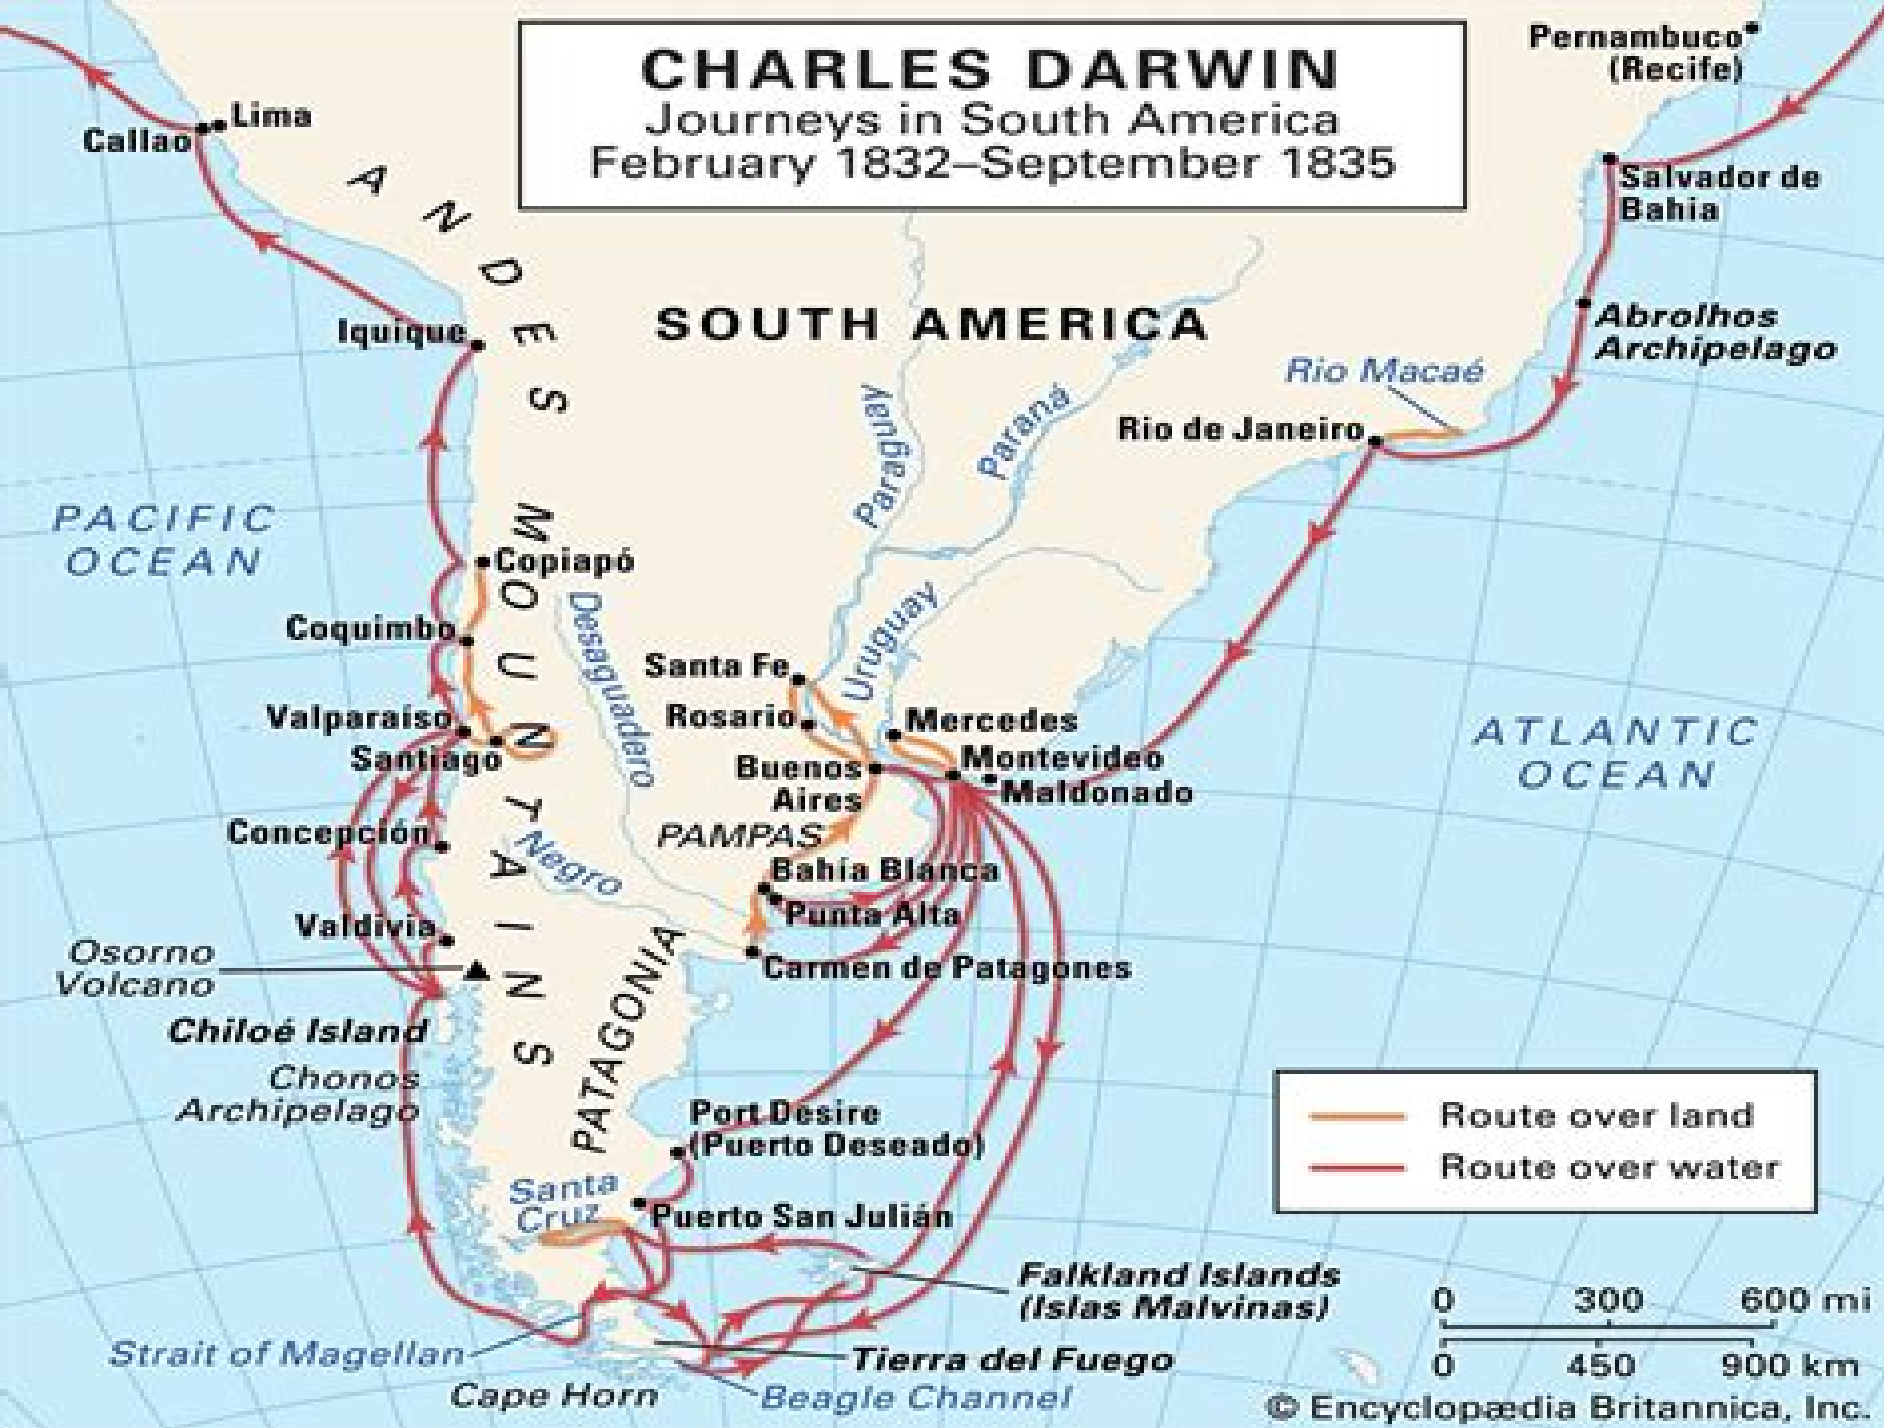 CHARLES DARWIN
Journeys in South America
February 1832–September 1835
Pernambuco
(Recife)
Lima
Callao
Salvador de
Bahia
ANDES MOUNTAINS
SOUTH AMERICA
Abrolhos
Archipelago
Iquique
Rio Macaé
Paraguay
Paraná
Rio de Janeiro
PACIFIC
OCEAN
Copiapó
Desaguadero
Uruguay
Coquimbo
Santa Fe
Valparaíso
Rosario
Mercedes
Santiago
Montevideo
Buenos
Aires
Maldonado
ATLANTIC
OCEAN
Concepción
PAMPAS
Negro
Bahía Blanca
Punta Alta
Valdivia
Osorno
Volcano
Carmen de Patagones
PATAGONIA
Chiloé Island
Chonos
Archipelago
Port Desire
(Puerto Deseado)
Route over land
Route over water
Santa
Cruz
Puerto San Julián
Falkland Islands
(Islas Malvinas)
0 300 600 mi
0 450 900 km
Strait of Magellan
Tierra del Fuego
Cape Horn
Beagle Channel
© Encyclopædia Britannica, Inc.